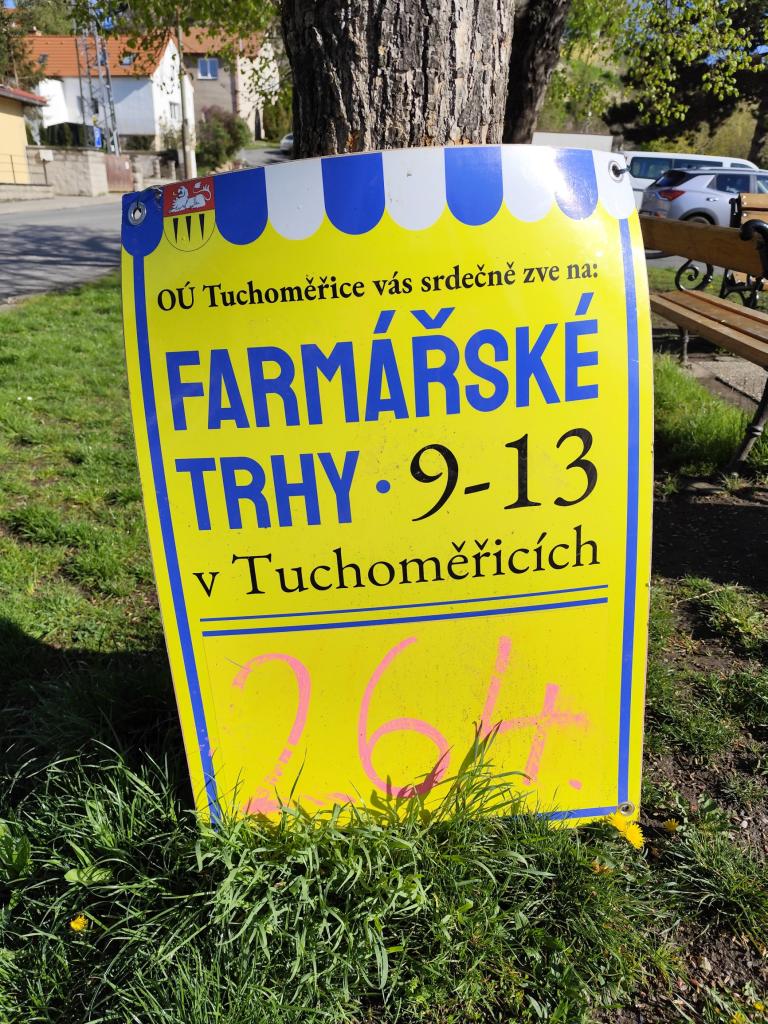 OÚ Tuchoměřice vás srdečně zve na:
FARMÁŘSKÉ
TRHY · 9-13
v Tuchoměřicích
26 4.